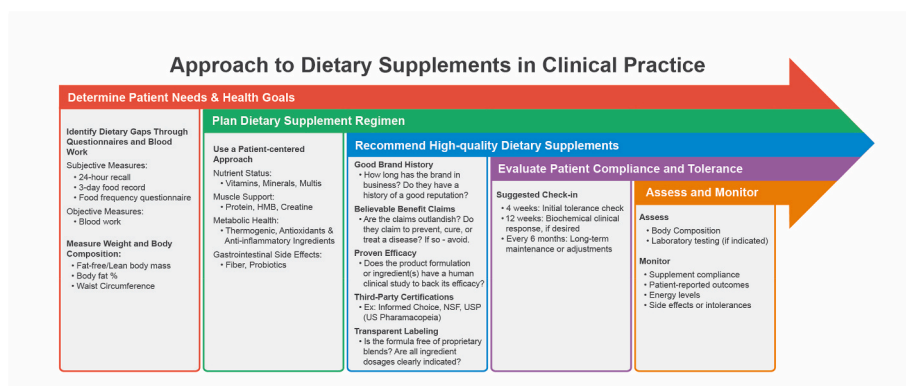 Approach to Dietary Supplements in Clinical Practice
Determine Patient Needs & Health Goals
Identify Dietary Gaps Through
Questionnaires and Blood
Work
Subjective Measures:
• 24-hour recall
• 3-day food record
• Food frequency questionnaire
Objective Measures:
• Blood work
Measure Weight and Body
Composition:
• Fat-free/Lean body mass
• Body fat %
• Waist Circumference
Plan Dietary Supplement Regimen
Use a Patient-centered
Approach
Nutrient Status:
• Vitamins, Minerals, Multis
Muscle Support:
• Protein, HMB, Creatine
Metabolic Health:
• Thermogenic, Antioxidants &
Anti-inflammatory Ingredients
Gastrointestinal Side Effects:
• Fiber, Probiotics
Recommend High-quality Dietary Supplements
Good Brand History
• How long has the brand in
business? Do they have a
history of a good reputation?
Believable Benefit Claims
• Are the claims outlandish? Do
they claim to prevent, cure, or
treat a disease? If so - avoid.
Proven Efficacy
• Does the product formulation
or ingredient(s) have a human
clinical study to back its efficacy?
Third-Party Certifications
• Ex: Informed Choice, NSF, USP
(US Pharamacopeia)
Transparent Labeling
• Is the formula free of proprietary
blends? Are all ingredient
dosages clearly indicated?
Evaluate Patient Compliance and Tolerance
Suggested Check-in
• 4 weeks: Initial tolerance check
• 12 weeks: Biochemical clinical
response, if desired
• Every 6 months: Long-term
maintenance or adjustments
Assess and Monitor
Assess
• Body Composition
• Laboratory testing (if indicated)
Monitor
• Supplement compliance
• Patient-reported outcomes
• Energy levels
• Side effects or intolerances